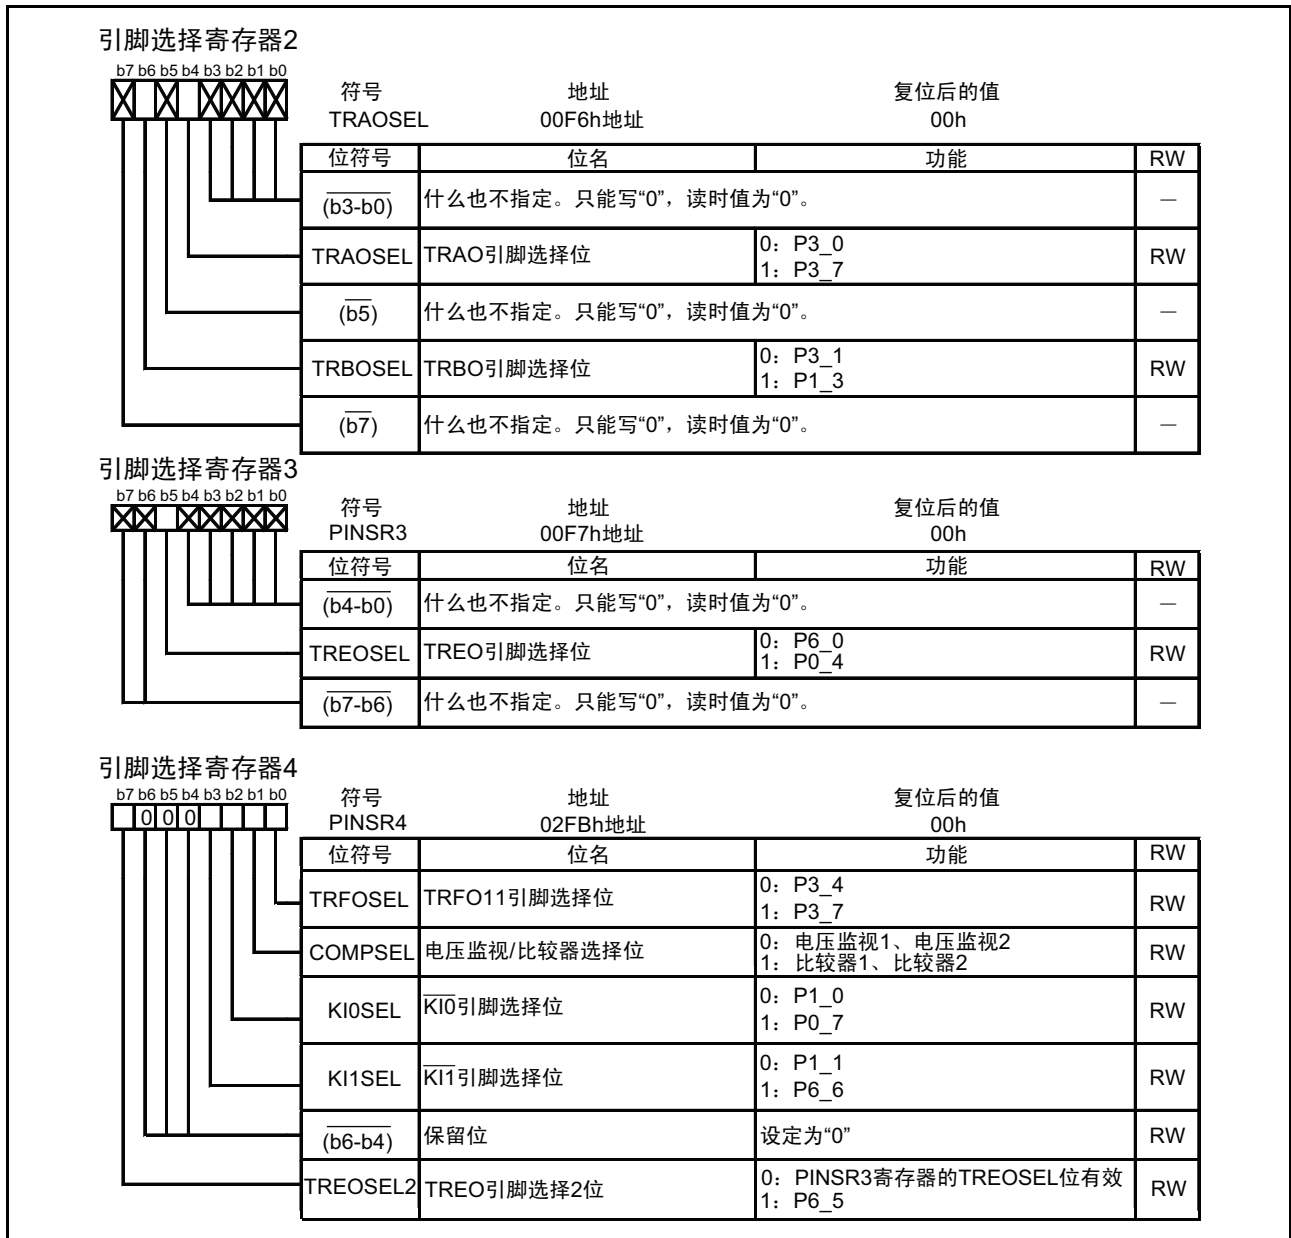 引脚选择寄存器2
b7 b6 b5 b4 b3 b2 b1 b0
符号 地址 复位后的值
TRAOSEL 00F6h地址 00h
位符号 位名 功能 RW
(b3-b0) 什么也不指定。只能写“0”，读时值为“0”。 —
TRAOSEL TRAO引脚选择位 0：P3_0 RW
1：P3_7
(b5) 什么也不指定。只能写“0”，读时值为“0”。 —
TRBOSEL TRBO引脚选择位 0：P3_1 RW
1：P1_3
(b7) 什么也不指定。只能写“0”，读时值为“0”。 —
引脚选择寄存器3
b7 b6 b5 b4 b3 b2 b1 b0
符号 地址 复位后的值
PINSR3 00F7h地址 00h
位符号 位名 功能 RW
(b4-b0) 什么也不指定。只能写“0”，读时值为“0”。 —
TREOSEL TREO引脚选择位 0：P6_0 RW
1：P0_4
(b7-b6) 什么也不指定。只能写“0”，读时值为“0”。 —
引脚选择寄存器4
b7 b6 b5 b4 b3 b2 b1 b0
0 0 0
符号 地址 复位后的值
PINSR4 02FBh地址 00h
位符号 位名 功能 RW
TRFOSEL TRFO11引脚选择位 0：P3_4 RW
1：P3_7
COMPSEL 电压监视/比较器选择位 0：电压监视1、电压监视2 RW
1：比较器1、比较器2
KI0SEL K̅I̅0̅引脚选择位 0：P1_0 RW
1：P0_7
KI1SEL K̅I̅1̅引脚选择位 0：P1_1 RW
1：P6_6
(b6-b4) 保留位 设定为“0” RW
TREOSEL2 TREO引脚选择2位 0：PINSR3寄存器的TREOSEL位有效 RW
1：P6_5